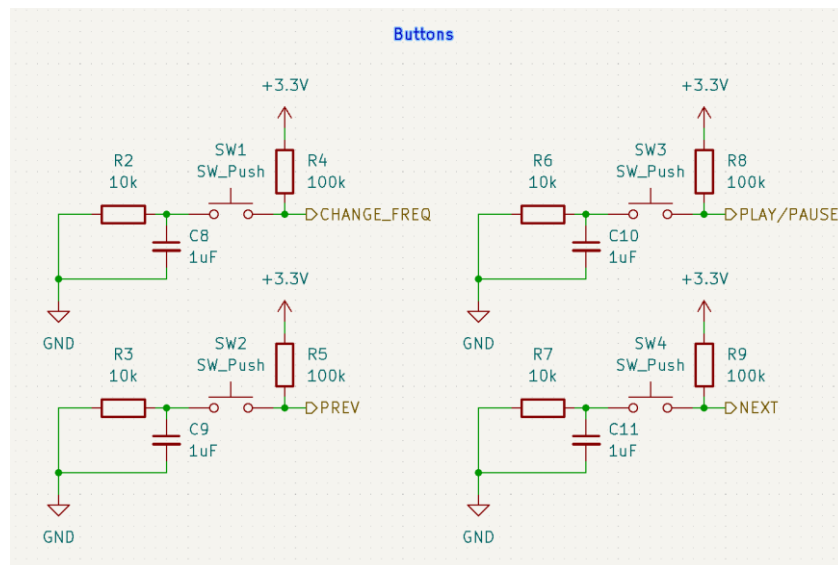 Buttons
+3.3V
R2
10k
SW1
SW_Push
R4
100k
CHANGE_FREQ
C8
1uF
GND
+3.3V
R6
10k
SW3
SW_Push
R8
100k
PLAY/PAUSE
C10
1uF
GND
+3.3V
R3
10k
SW2
SW_Push
R5
100k
PREV
C9
1uF
GND
+3.3V
R7
10k
SW4
SW_Push
R9
100k
NEXT
C11
1uF
GND